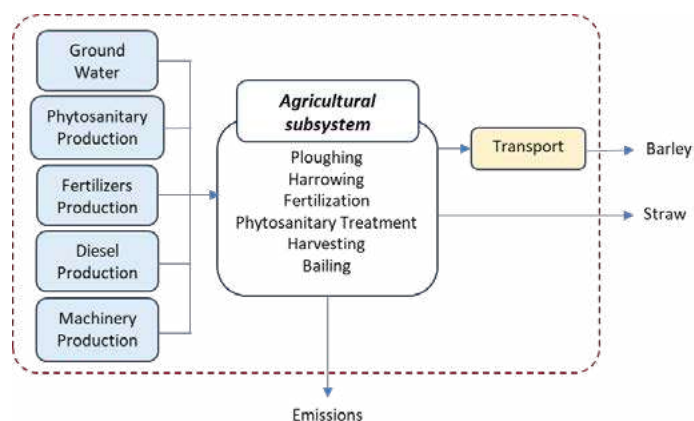 Ground
Water
Phytosanitary
Production
Fertilizers
Production
Diesel
Production
Machinery
Production
Agricultural
subsystem
Ploughing
Harrowing
Fertilization
Phytosanitary Treatment
Harvesting
Bailing
Transport
Barley
Straw
Emissions